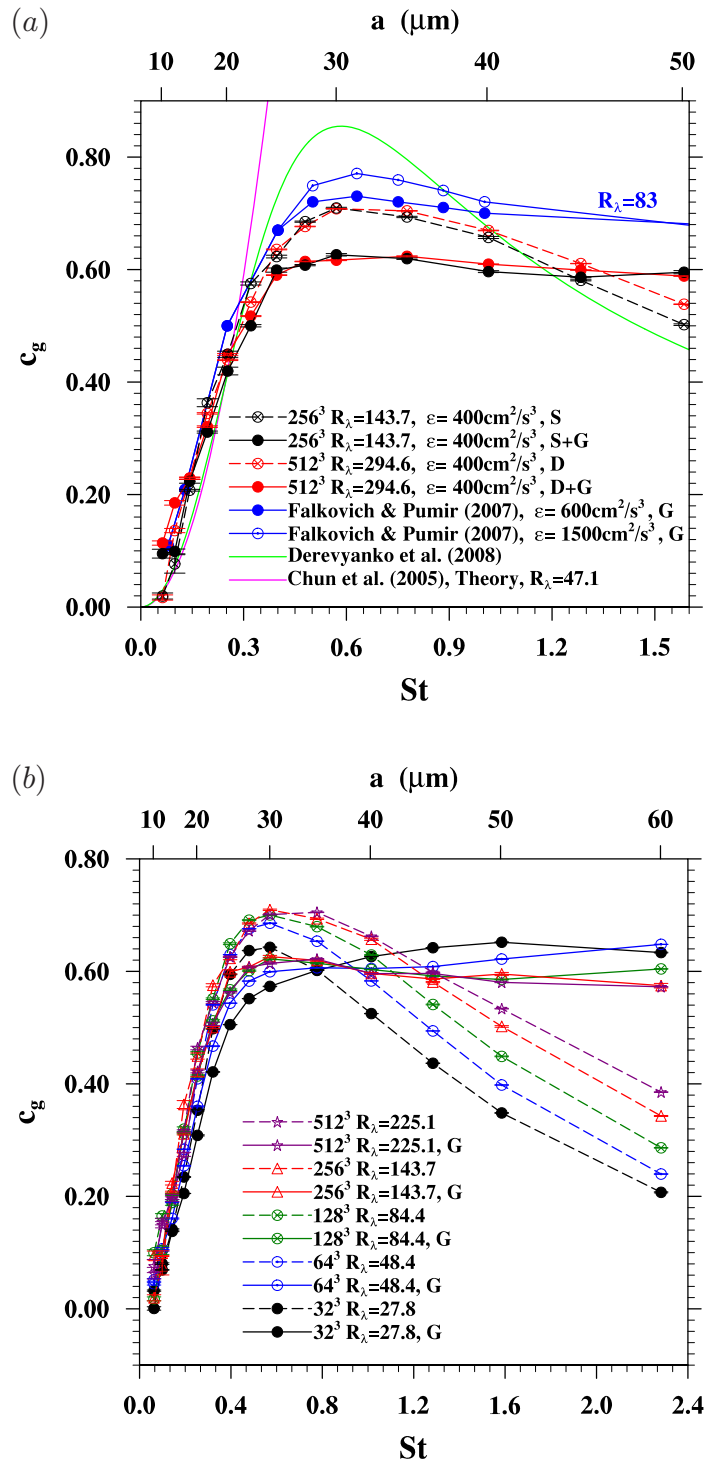 (a)
a (μm)
10 20 30 40 50
0.80
0.60
0.40
0.20
0.00
c_g
R_λ=83
256³ R_λ=143.7, ε= 400cm²/s³, S
256³ R_λ=143.7, ε= 400cm²/s³, S+G
512³ R_λ=294.6, ε= 400cm²/s³, D
512³ R_λ=294.6, ε= 400cm²/s³, D+G
Falkovich & Pumir (2007), ε= 600cm²/s³, G
Falkovich & Pumir (2007), ε= 1500cm²/s³, G
Derevyanko et al. (2008)
Chun et al. (2005), Theory, R_λ=47.1
0.0 0.3 0.6 0.9 1.2 1.5
St
(b)
a (μm)
10 20 30 40 50 60
0.80
0.60
0.40
0.20
0.00
c_g
512³ R_λ=225.1
512³ R_λ=225.1, G
256³ R_λ=143.7
256³ R_λ=143.7, G
128³ R_λ=84.4
128³ R_λ=84.4, G
64³ R_λ=48.4
64³ R_λ=48.4, G
32³ R_λ=27.8
32³ R_λ=27.8, G
0.0 0.4 0.8 1.2 1.6 2.0 2.4
St